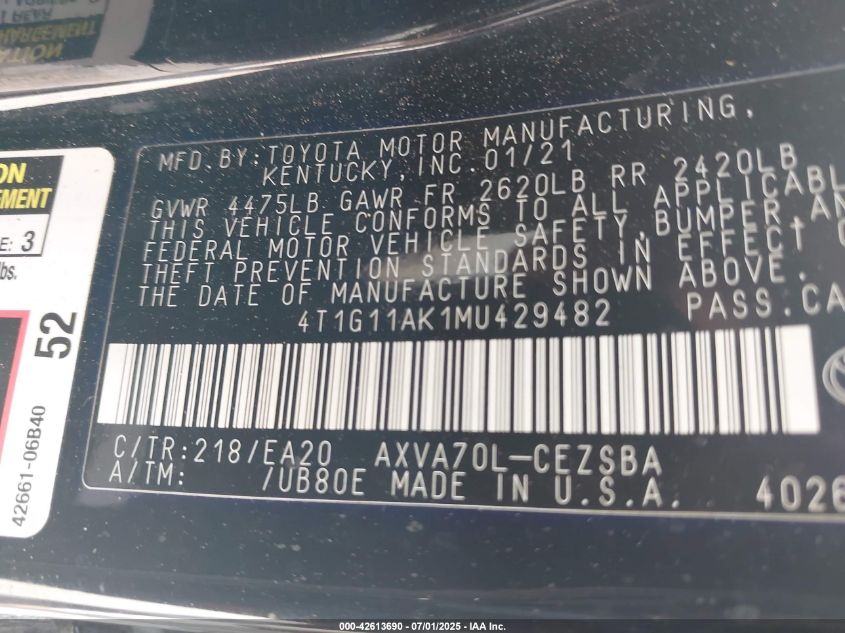 ON
EMENT
E: 3
lbs.
52
42661-06B40
MFD.BY:TOYOTA MOTOR MANUFACTURING,
KENTUCKY, INC.01/21
GVWR 4475LB GAWR FR 2620LB RR 2420LB
THIS VEHICLE CONFORMS TO ALL APPLICABL
FEDERAL MOTOR VEHICLE SAFETY,BUMPER,AN
THEFT PREVENTION STANDARDS IN EFFECT O
THE DATE OF MANUFACTURE SHOWN ABOVE.
4T1G11AK1MU429482 PASS.CA
C/TR:218/EA20 AXVA70L-CEZSBA
A/TM: /UB80E MADE IN U.S.A. 4026
000-42613690 - 07/01/2025 - IAA Inc.